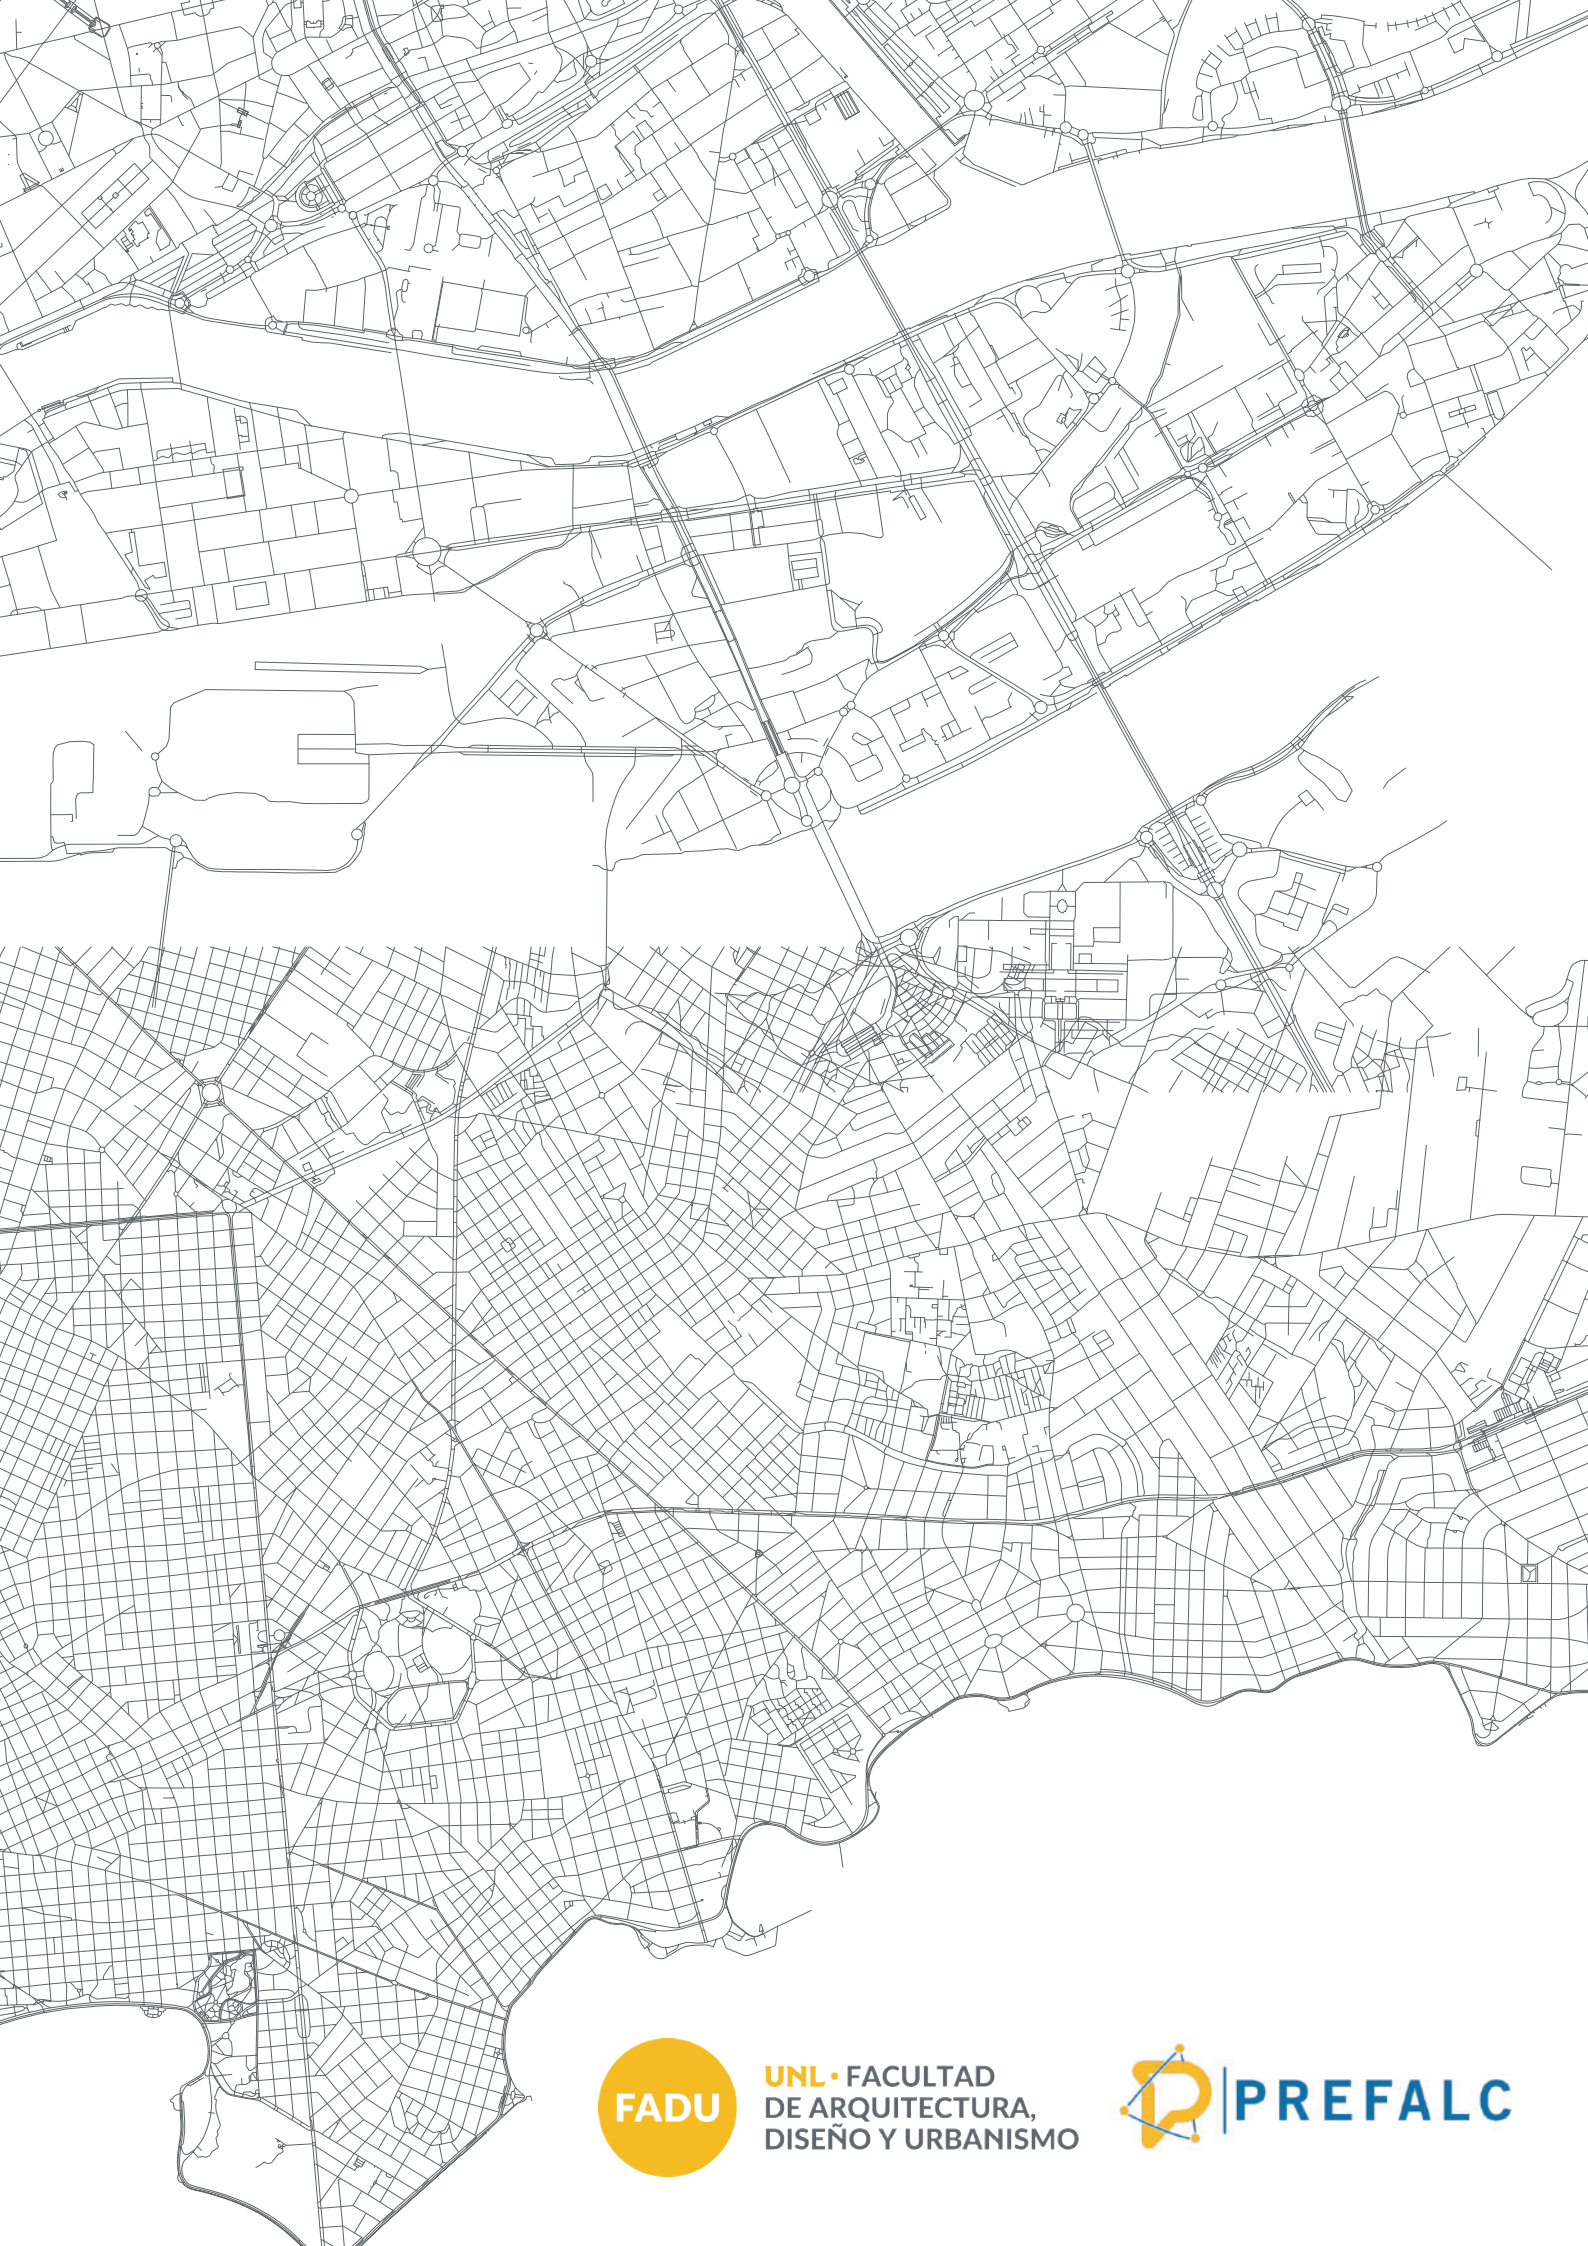 FADU
UNL • FACULTAD
DE ARQUITECTURA,
DISEÑO Y URBANISMO
PREFALC